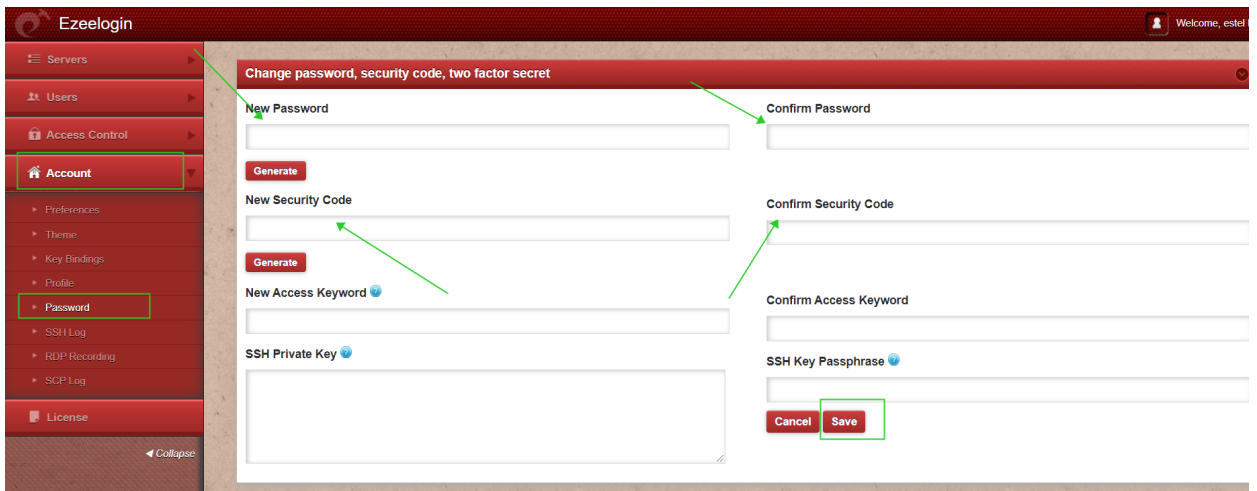 Ezeelogin
Welcome, estel
Servers
Users
Access Control
Account
Preferences
Theme
Key Bindings
Profile
Password
SSH Log
RDP Recording
SCP Log
License
Collapse
Change password, security code, two factor secret
New Password
Confirm Password
Generate
New Security Code
Confirm Security Code
Generate
New Access Keyword
Confirm Access Keyword
SSH Private Key
SSH Key Passphrase
Cancel
Save